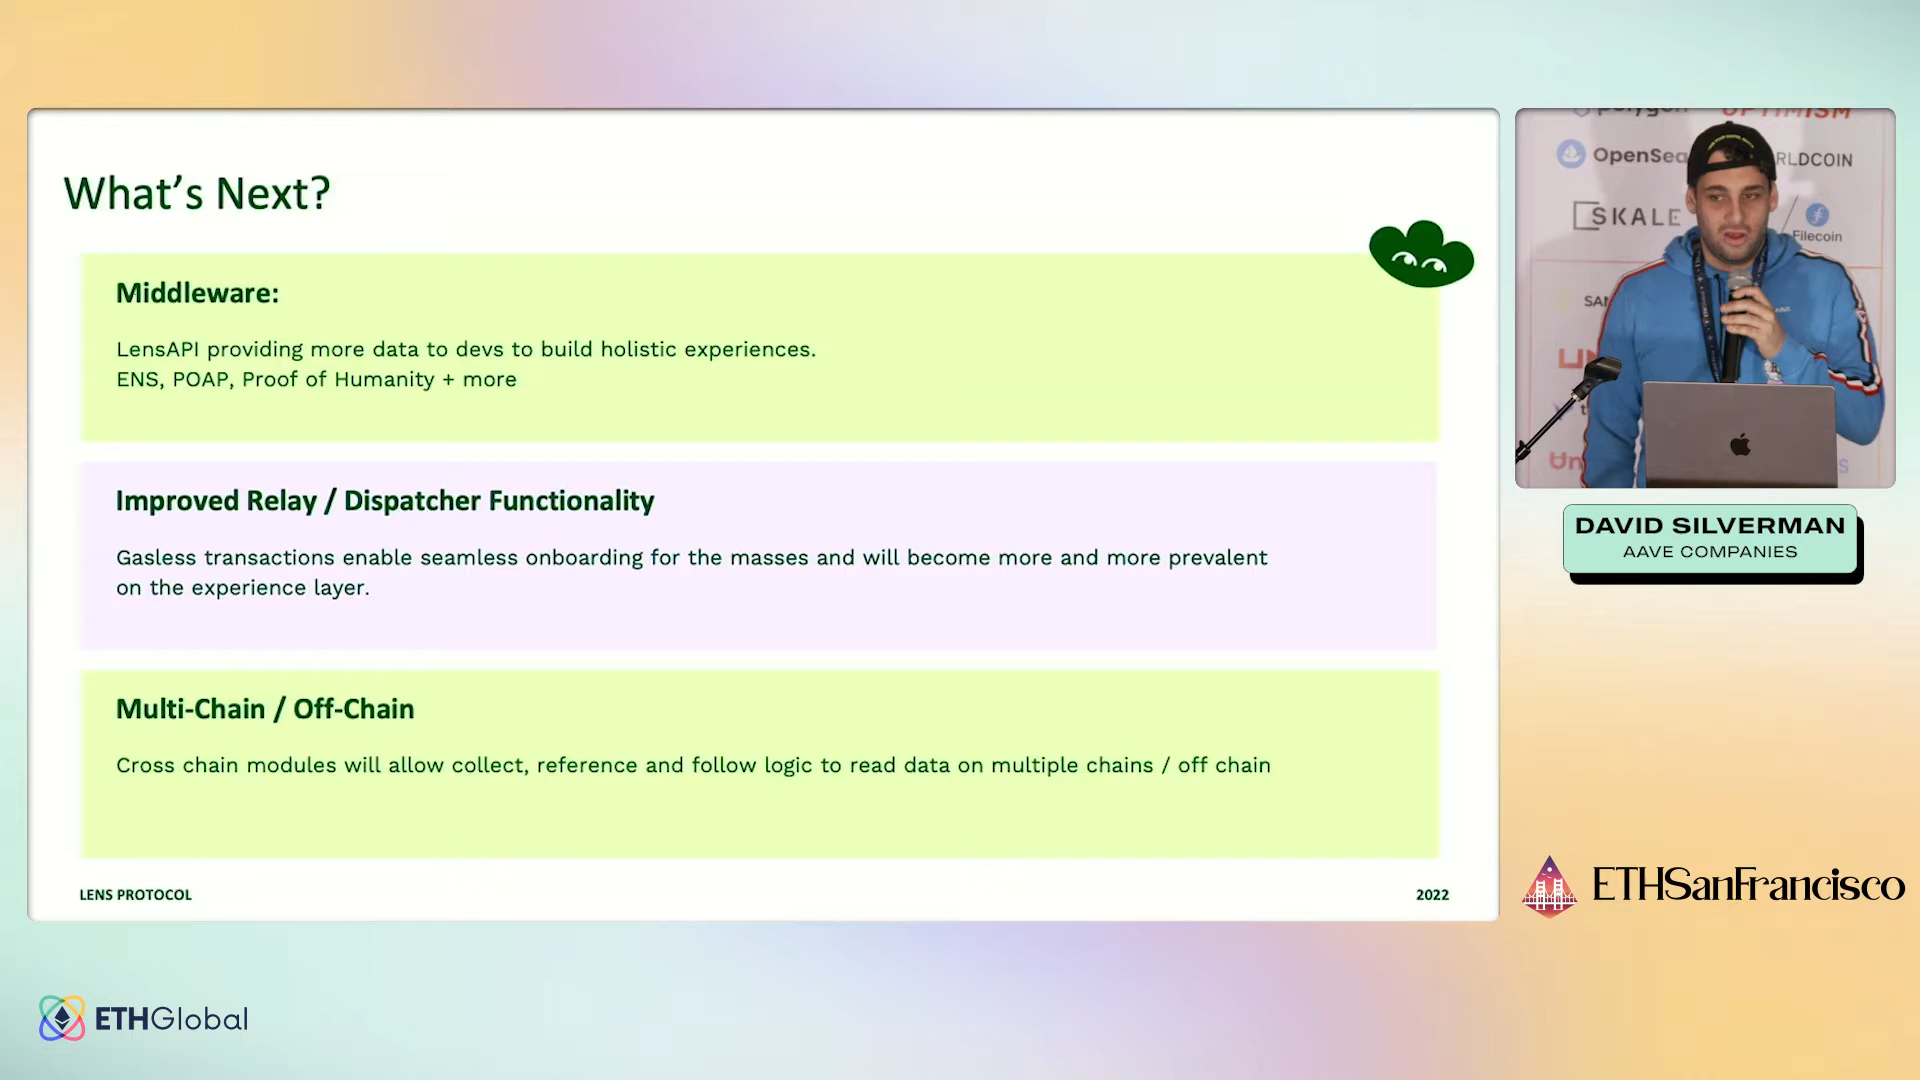 What's Next?
Middleware:
LensAPI providing more data to devs to build holistic experiences.
ENS, POAP, Proof of Humanity + more
Improved Relay / Dispatcher Functionality
Gasless transactions enable seamless onboarding for the masses and will become more and more prevalent
on the experience layer.
Multi-Chain / Off-Chain
Cross chain modules will allow collect, reference and follow logic to read data on multiple chains / off chain
LENS PROTOCOL
2022
polygon
OPTIMISM
OpenSea
RLDCOIN
SKALE
Filecoin
SAN
DAVID SILVERMAN
AAVE COMPANIES
ETHSanFrancisco
ETHGlobal